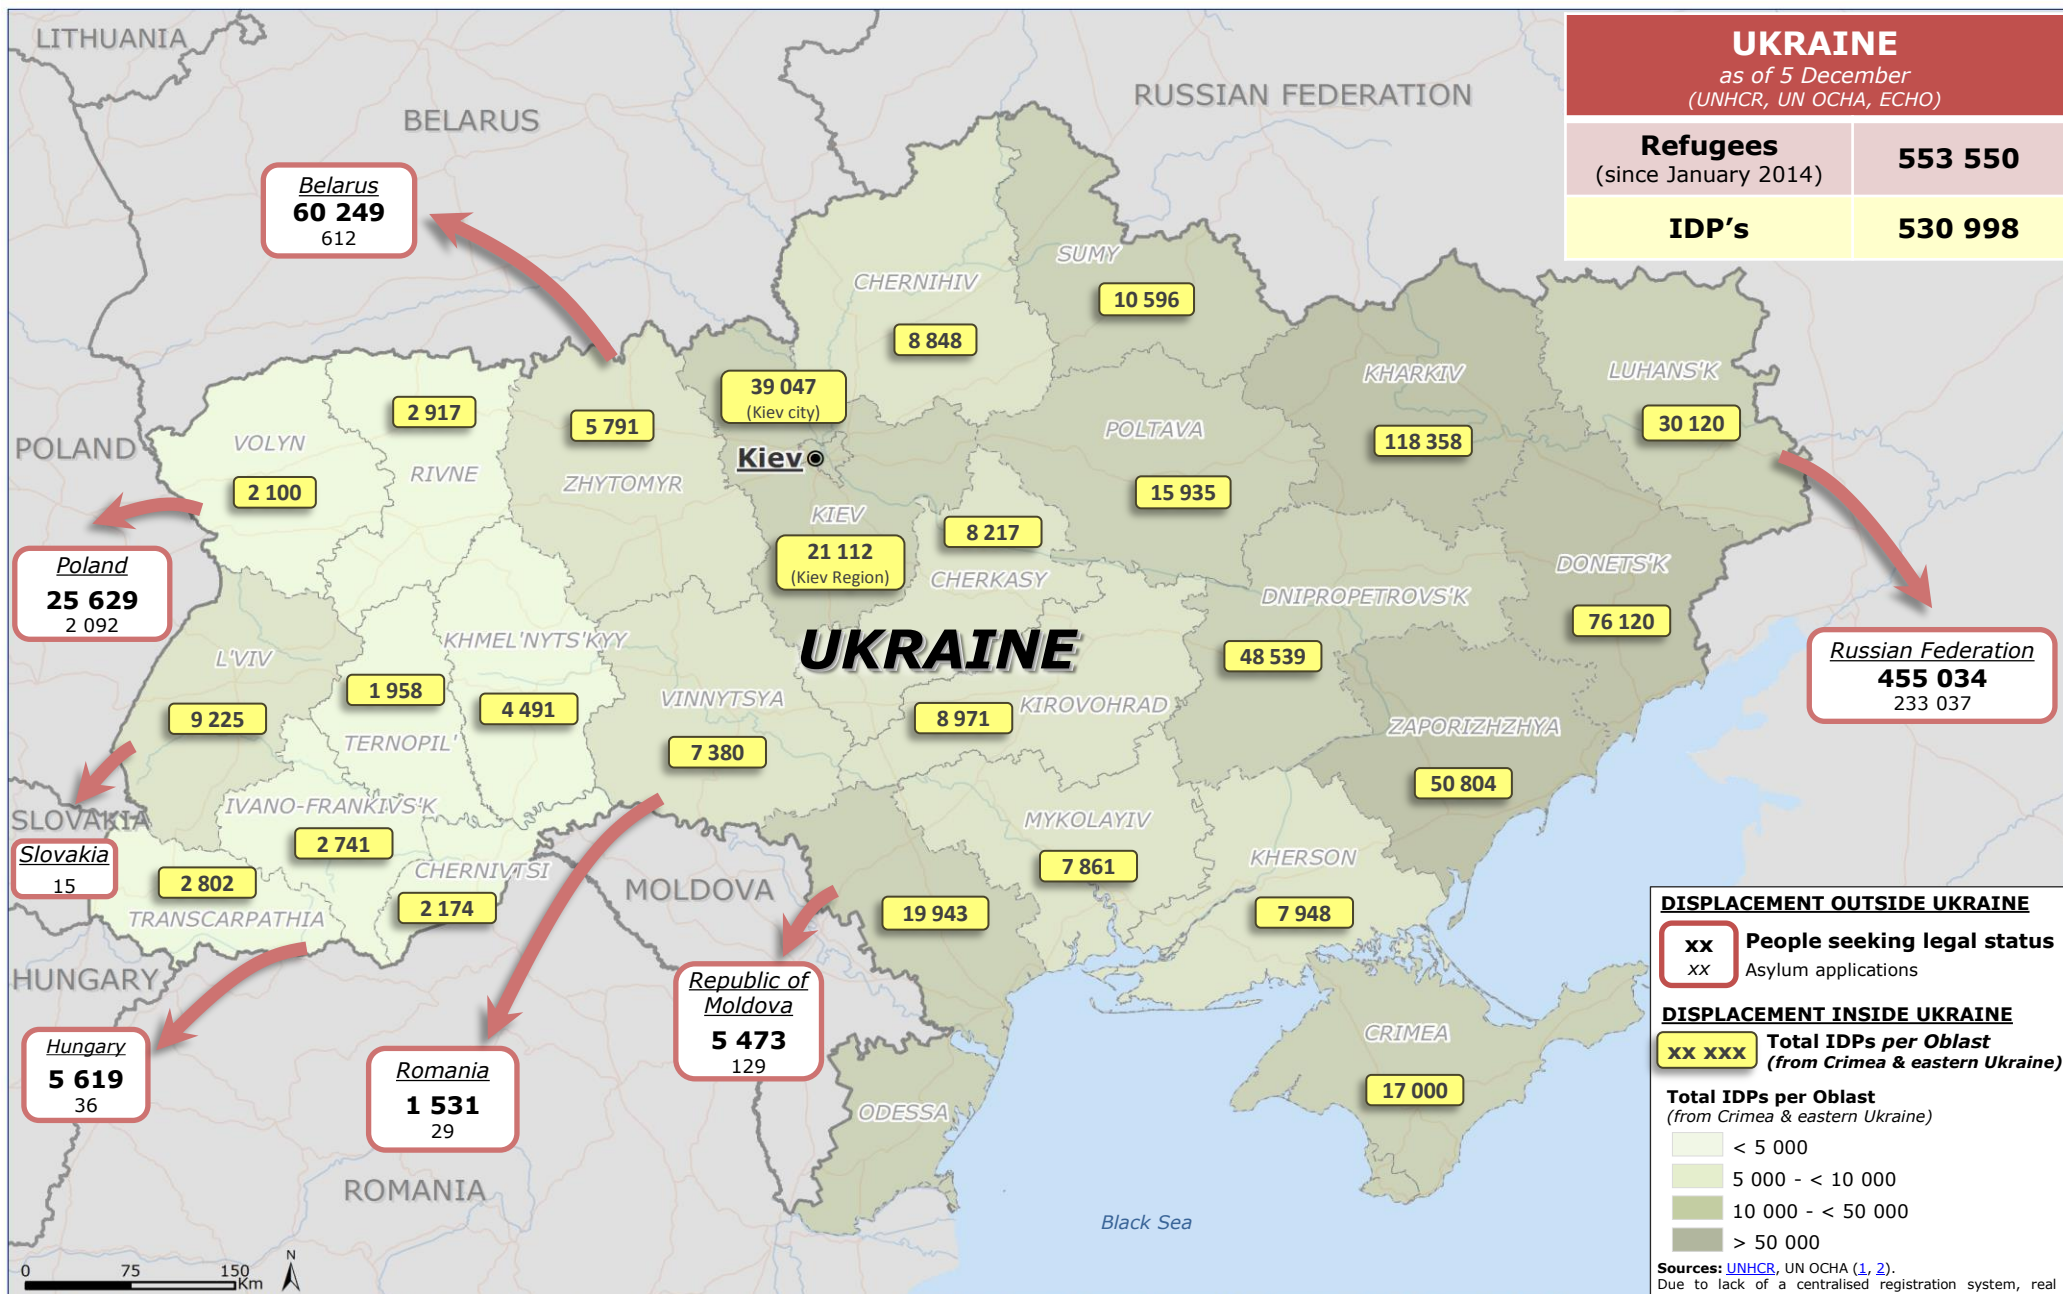 LITHUANIA
BELARUS
RUSSIAN FEDERATION
UKRAINE
as of 5 December
(UNHCR, UN OCHA, ECHO)
Refugees
(since January 2014)
553 550
IDP's
530 998
Belarus
60 249
612
CHERNIHIV
8 848
SUMY
10 596
39 047
(Kiev city)
Kiev
KHARKIV
118 358
LUHANS'K
30 120
POLAND
VOLYN
2 100
2 917
RIVNE
5 791
ZHYTOMYR
POLTAVA
15 935
KIEV
21 112
(Kiev Region)
8 217
CHERKASY
DONETS'K
76 120
DNIPROPETROVS'K
48 539
Poland
25 629
2 092
UKRAINE
Russian Federation
455 034
233 037
L'VIV
9 225
1 958
TERNOPIL'
KHMEL'NYTS'KYY
4 491
VINNYTSYA
7 380
8 971
KIROVOHRAD
ZAPORIZHZHYA
50 804
SLOVAKIA
Slovakia
15
IVANO-FRANKIVS'K
2 741
2 802
TRANSCARPATHIA
CHERNIVTSI
2 174
MOLDOVA
19 943
MYKOLAYIV
7 861
KHERSON
7 948
HUNGARY
Hungary
5 619
36
Romania
1 531
29
Republic of
Moldova
5 473
129
ODESSA
CRIMEA
17 000
ROMANIA
Black Sea
DISPLACEMENT OUTSIDE UKRAINE
xx
People seeking legal status
xx
Asylum applications
DISPLACEMENT INSIDE UKRAINE
xx xxx
Total IDPs per Oblast
(from Crimea & eastern Ukraine)
Total IDPs per Oblast
(from Crimea & eastern Ukraine)
< 5 000
5 000 - < 10 000
10 000 - < 50 000
> 50 000
Sources: UNHCR, UN OCHA (1, 2).
Due to lack of a centralised registration system, real
0 75 150
Km
N